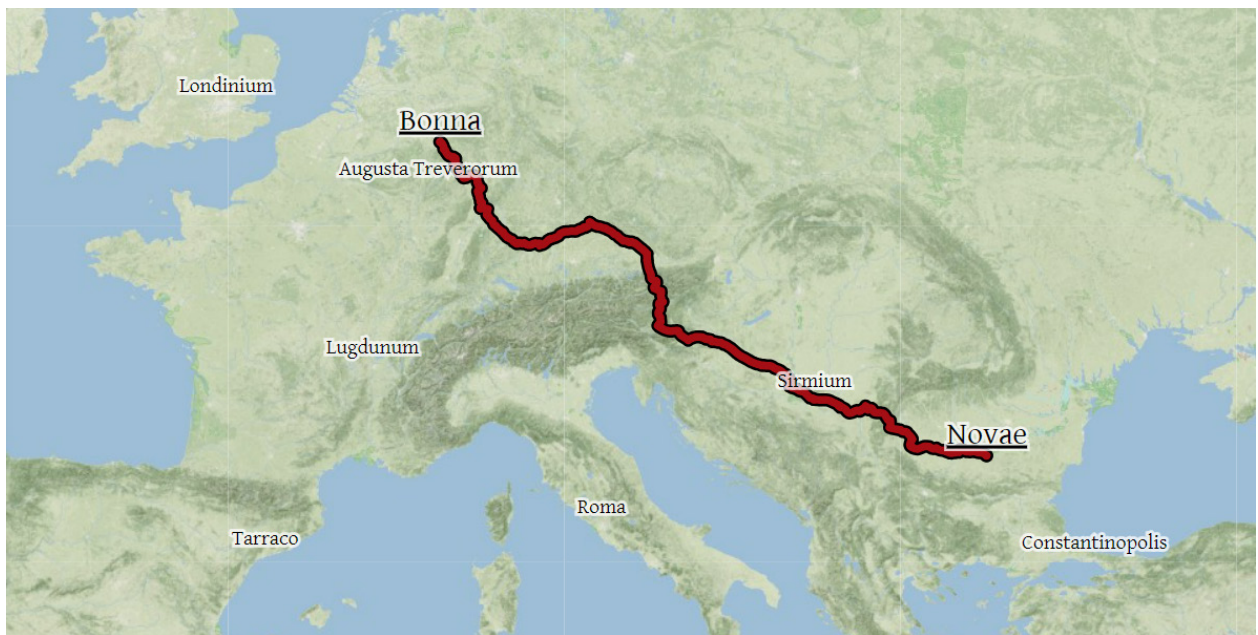 Londinium
Bonna
Augusta Treverorum
Lugdunum
Sirmium
Novae
Roma
Tarraco
Constantinopolis